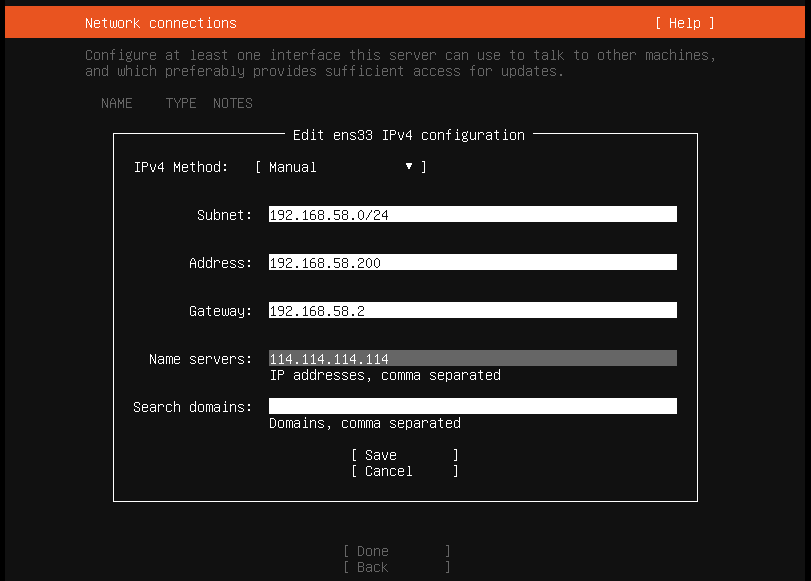 Network connections [ Help ]
Configure at least one interface this server can use to talk to other machines,
and which preferably provides sufficient access for updates.
NAME TYPE NOTES
Edit ens33 IPv4 configuration
IPv4 Method: [ Manual ▾ ]
Subnet: 192.168.58.0/24
Address: 192.168.58.200
Gateway: 192.168.58.2
Name servers: 114.114.114.114
IP addresses, comma separated
Search domains:
Domains, comma separated
[ Save ]
[ Cancel ]
[ Done ]
[ Back ]